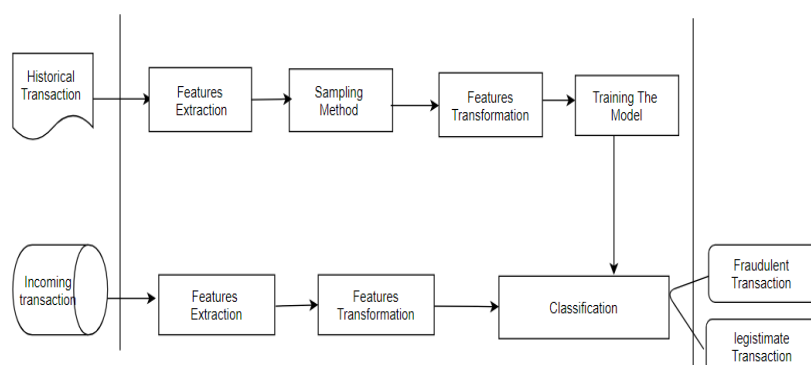 Historical
Transaction
Features
Extraction
Sampling
Method
Features
Transformation
Training The
Model
Incoming
transaction
Features
Extraction
Features
Transformation
Classification
Fraudulent
Transaction
legistimate
Transaction